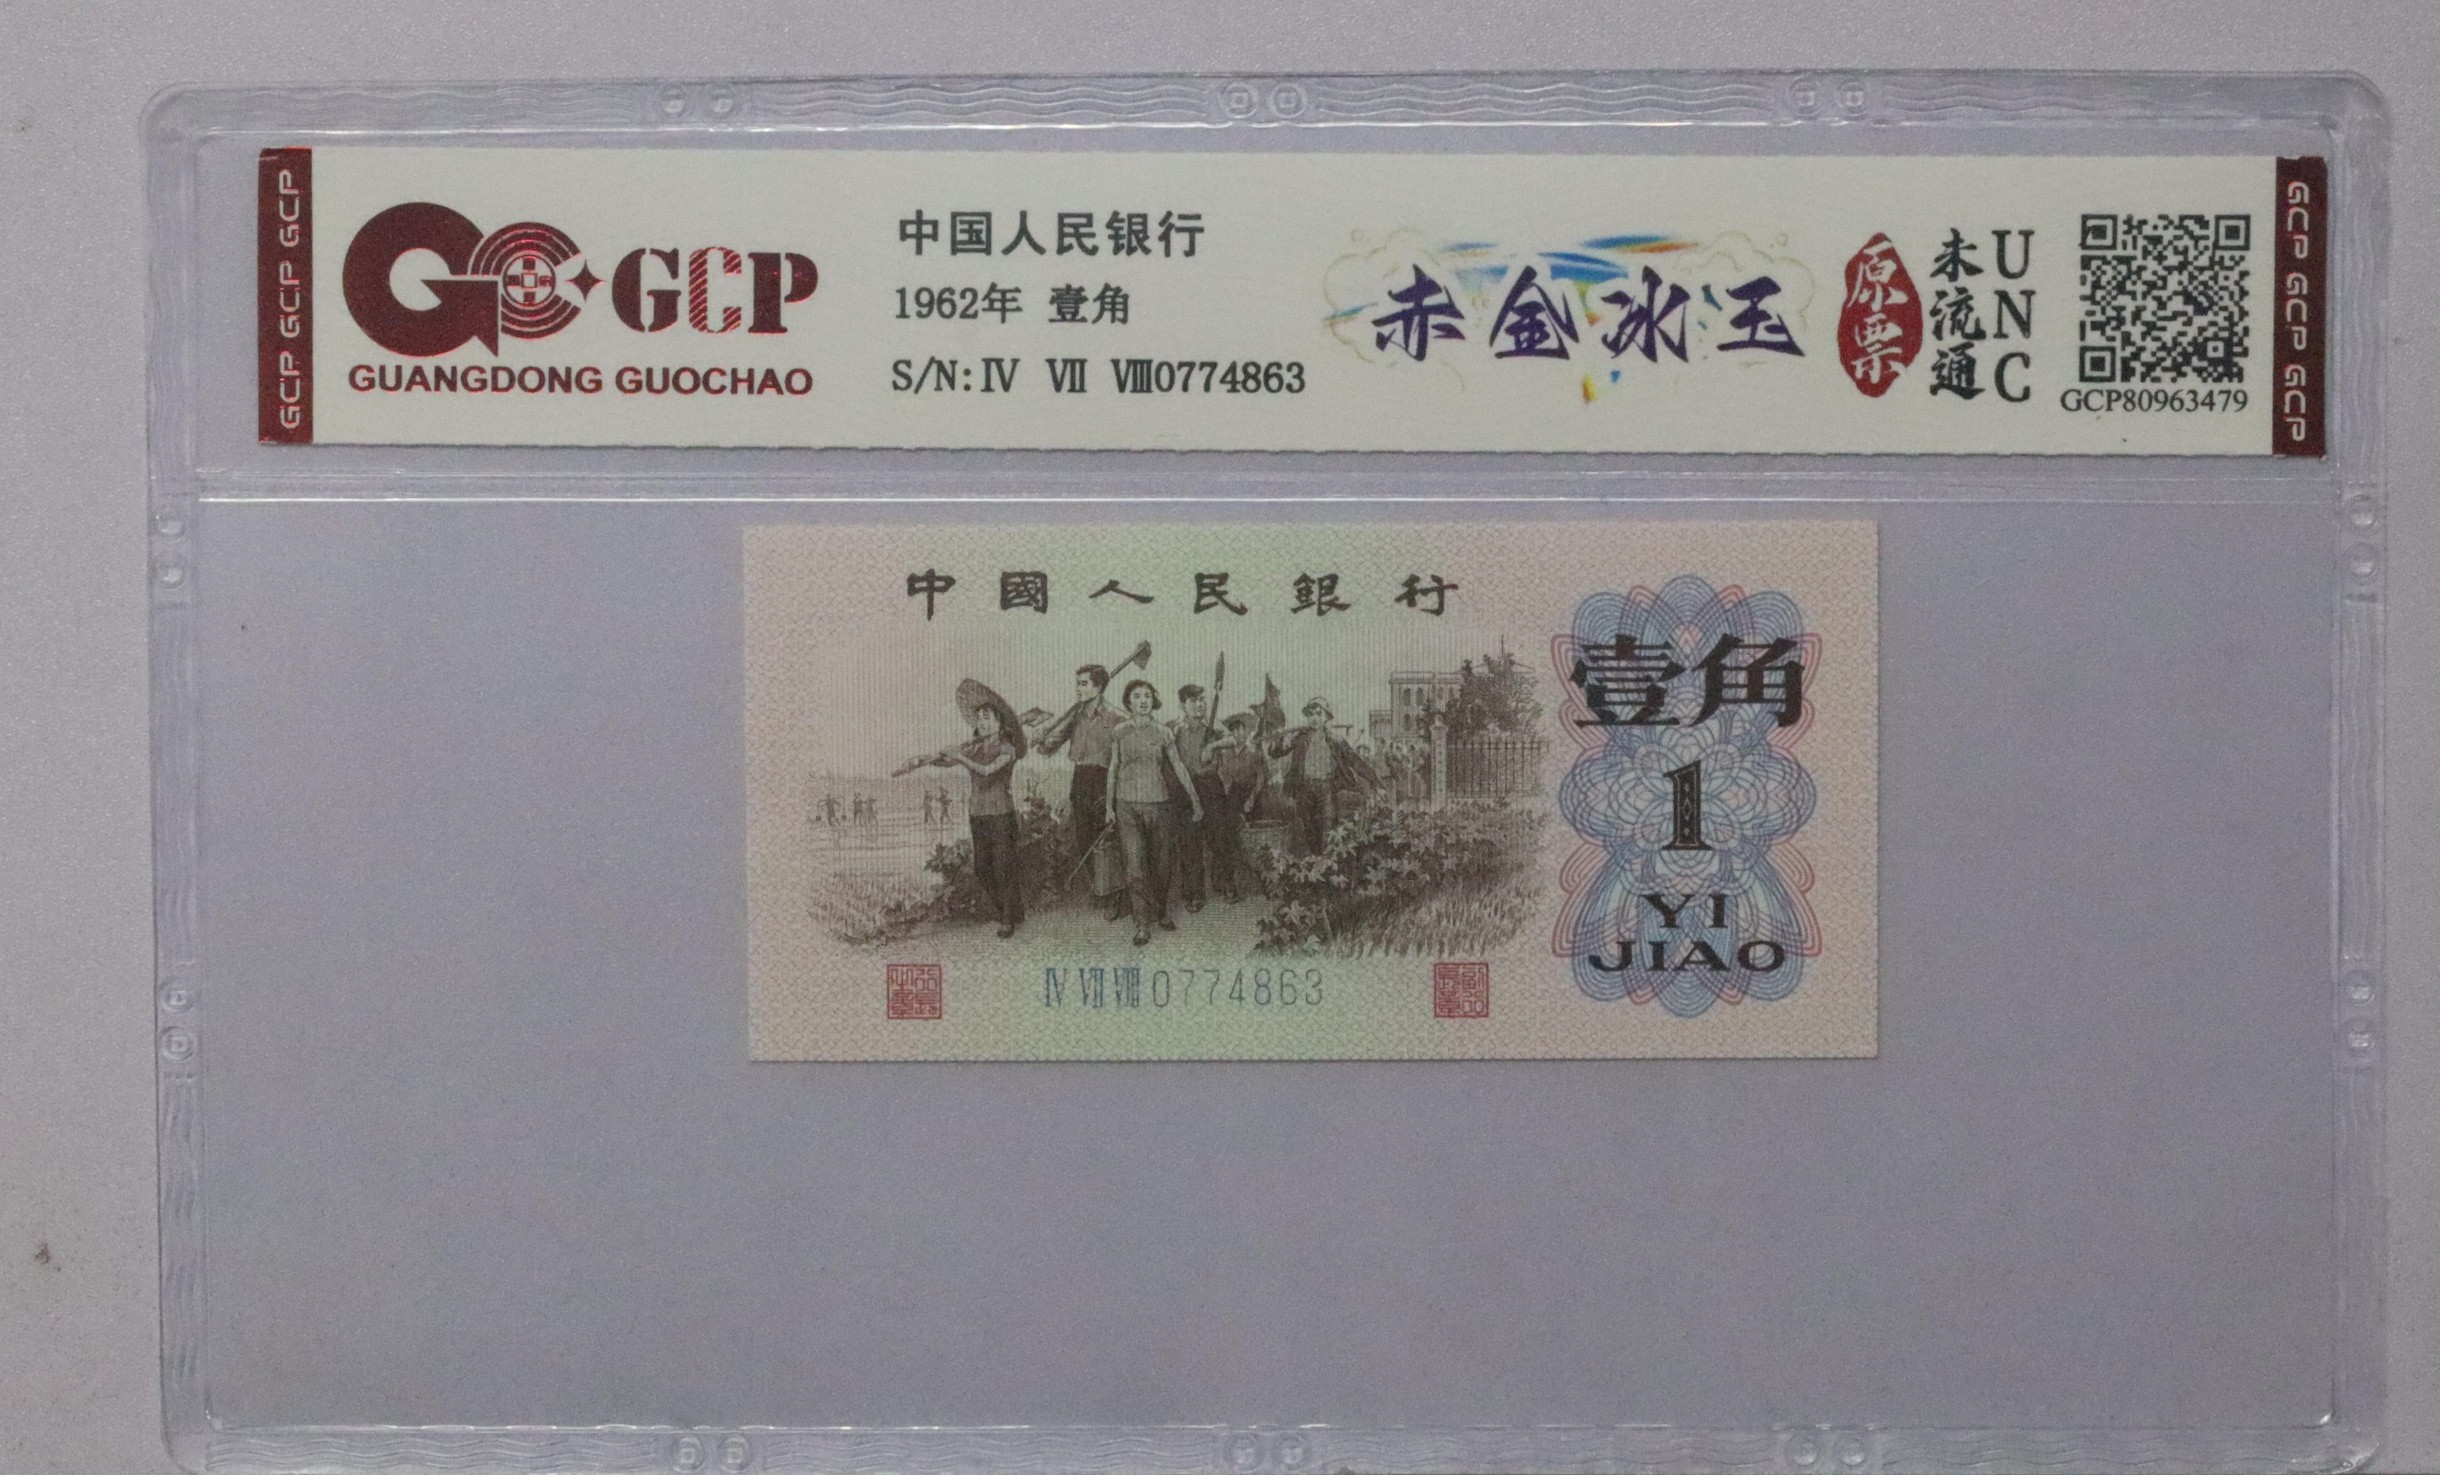 GCP GCP GCP
GCP
GUANGDONG GUOCHAO
中国人民银行
1962年 壹角
S/N: Ⅳ Ⅶ Ⅷ0774863
赤金冰玉
原票
未流通
UNC
GCP80963479
GCP GCP GCP
中國人民銀行
壹角
1
YI
JIAO
Ⅳ Ⅶ Ⅷ 0774863